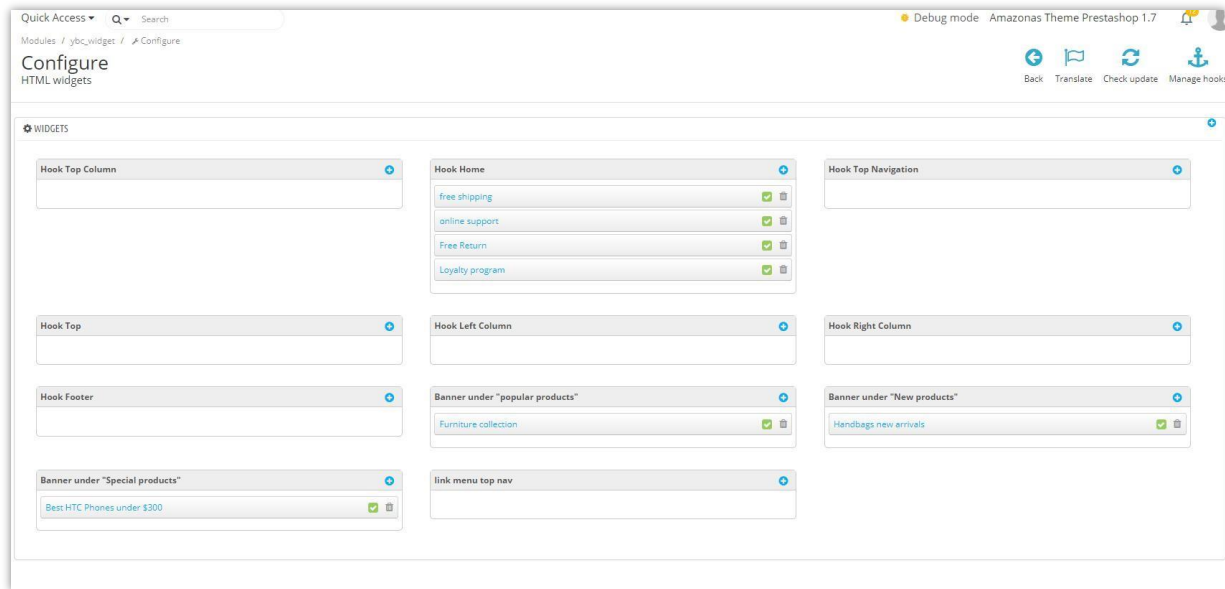 Quick Access
Search
Debug mode
Amazonas Theme Prestashop 1.7
Modules / ybc_widget / Configure
Configure
HTML widgets
Back
Translate
Check update
Manage hooks
WIDGETS
Hook Top Column
Hook Home
Hook Top Navigation
free shipping
online support
Free Return
Loyalty program
Hook Top
Hook Left Column
Hook Right Column
Hook Footer
Banner under "popular products"
Banner under "New products"
Furniture collection
Handbags new arrivals
Banner under "Special products"
link menu top nav
Best HTC Phones under $300